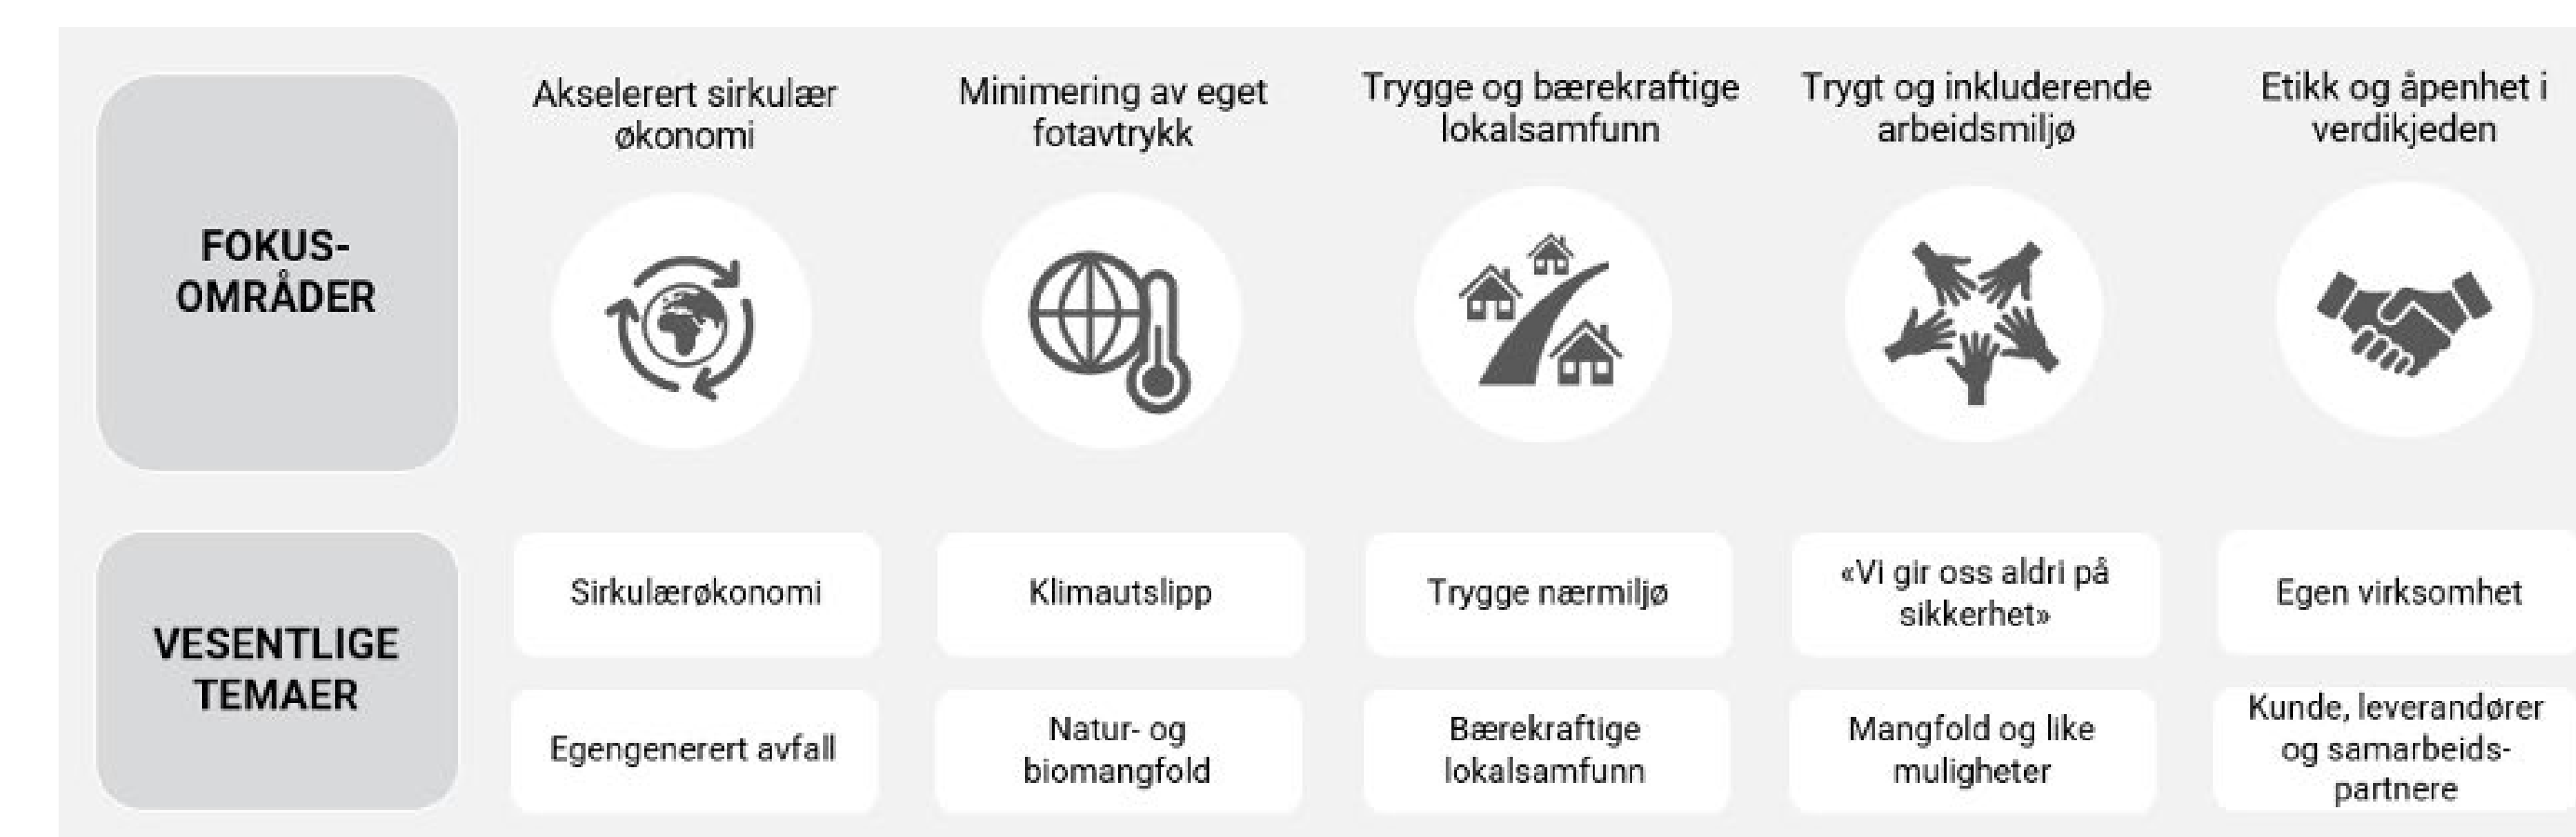 FOKUS-
OMRÅDER
Akselerert sirkulær
økonomi
Minimering av eget
fotavtrykk
Trygge og bærekraftige
lokalsamfunn
Trygt og inkluderende
arbeidsmiljø
Etikk og åpenhet i
verdikjeden
VESENTLIGE
TEMAER
Sirkulærøkonomi
Klimautslipp
Trygge nærmiljø
«Vi gir oss aldri på
sikkerhet»
Egen virksomhet
Egengenerert avfall
Natur- og
biomangfold
Bærekraftige
lokalsamfunn
Mangfold og like
muligheter
Kunde, leverandører
og samarbeids-
partnere